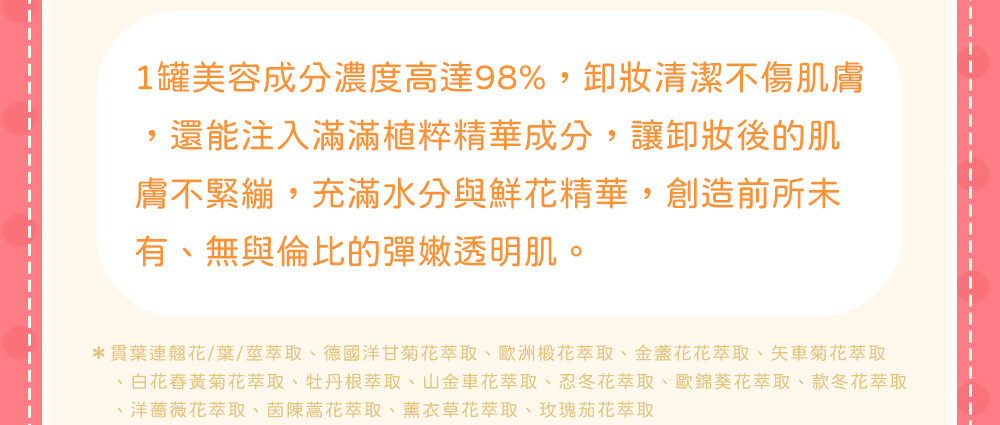 1罐美容成分濃度高達98%，卸妝清潔不傷肌膚
，還能注入滿滿植粹精華成分，讓卸妝後的肌
膚不緊繃，充滿水分與鮮花精華，創造前所未
有、無與倫比的彈嫩透明肌。
＊貫葉連翹花/葉/莖萃取、德國洋甘菊花萃取、歐洲椴花萃取、金盞花花萃取、矢車菊花萃取
、白花春黃菊花萃取、牡丹根萃取、山金車花萃取、忍冬花萃取、歐錦葵花萃取、款冬花萃取
、洋薔薇花萃取、茵陳蒿花萃取、薰衣草花萃取、玫瑰茄花萃取